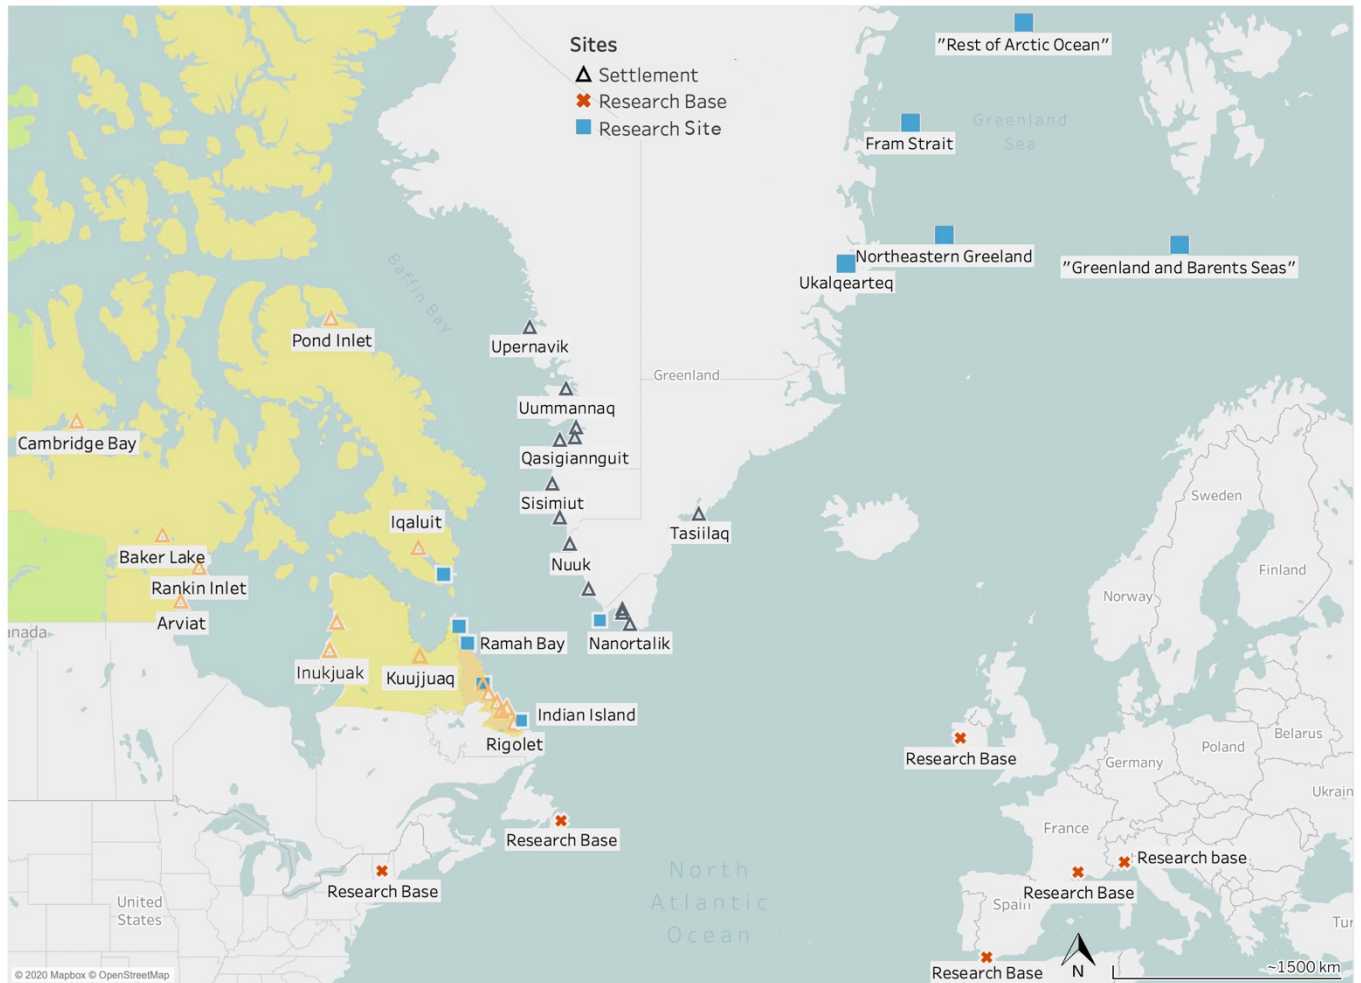 "Rest of Arctic Ocean"
Sites
Settlement
Research Base
Research Site
Greenland
Sea
Fram Strait
Baffin Bay
Northeastern Greeland
"Greenland and Barents Seas"
Ukalqearteq
Pond Inlet
Upernavik
Greenland
Uummannaq
Cambridge Bay
Qasigiannguit
Sisimiut
Sweden
Iqaluit
Tasiilaq
Baker Lake
Nuuk
Finland
Rankin Inlet
Norway
Arviat
anada
Ramah Bay
Nanortalik
Inukjuak
Kuujjuaq
Indian Island
Rigolet
Belarus
Poland
Research Base
Germany
Ukrain
France
Research Base
Research base
North
Atlantic
Ocean
Research Base
Research Base
United
States
Spain
Tur
Research Base
N
~1500 km
© 2020 Mapbox © OpenStreetMap